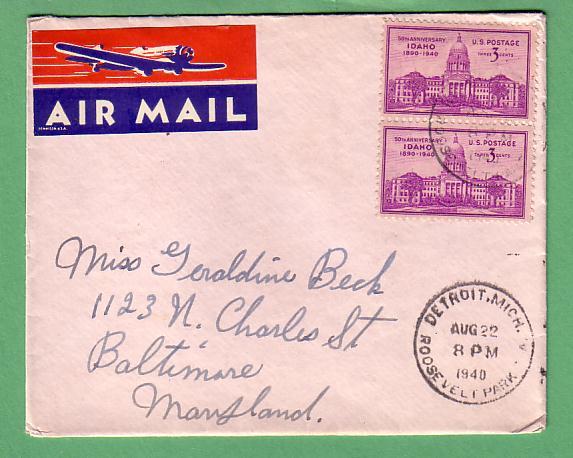 AIR MAIL
DENNISON U.S.A.
50TH ANNIVERSARY
IDAHO
1890-1940
U.S. POSTAGE
THREE 3 CENTS
50TH ANNIVERSARY
IDAHO
1890-1940
U.S. POSTAGE
THREE 3 CENTS
Miss Geraldine Beck
1123 N. Charles St
Baltimore
Maryland.
DETROIT, MICH.
AUG 22
8 PM
1940
ROOSEVELT PARK